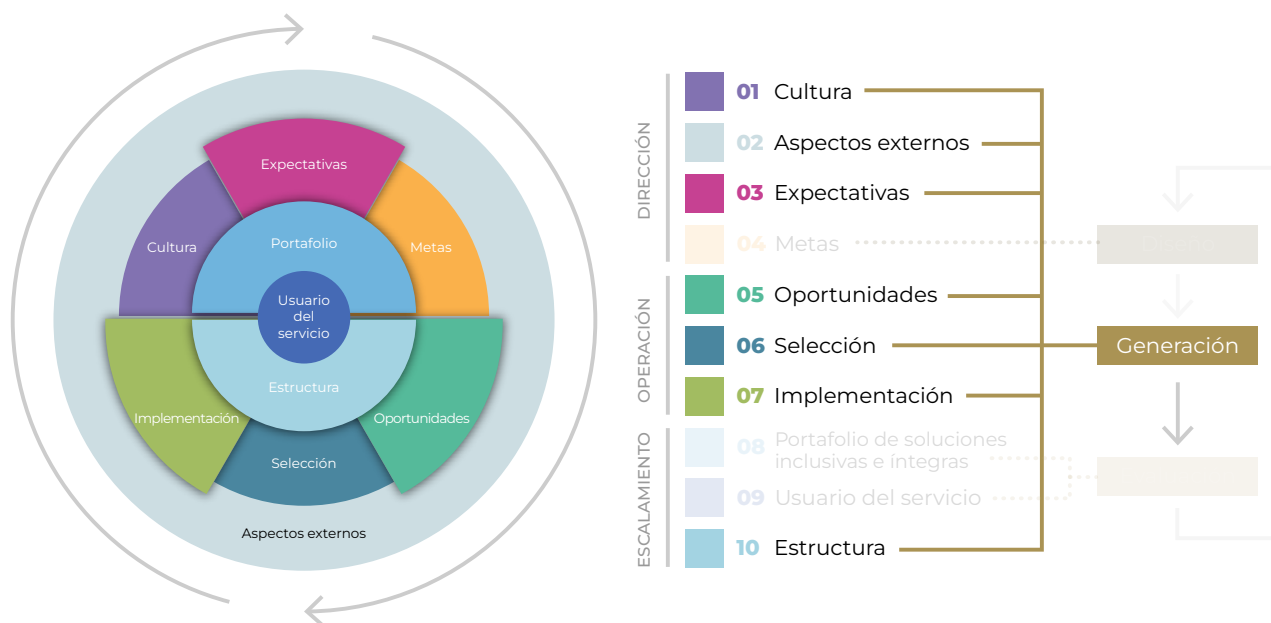 Expectativas
Portafolio
Cultura
Metas
Usuario
del
servicio
Estructura
Implementación
Oportunidades
Selección
Aspectos externos
DIRECCIÓN
01 Cultura
02 Aspectos externos
03 Expectativas
04 Metas
OPERACIÓN
05 Oportunidades
06 Selección
07 Implementación
ESCALAMIENTO
08 Portafolio de soluciones
inclusivas e íntegras
09 Usuario del servicio
10 Estructura
Generación